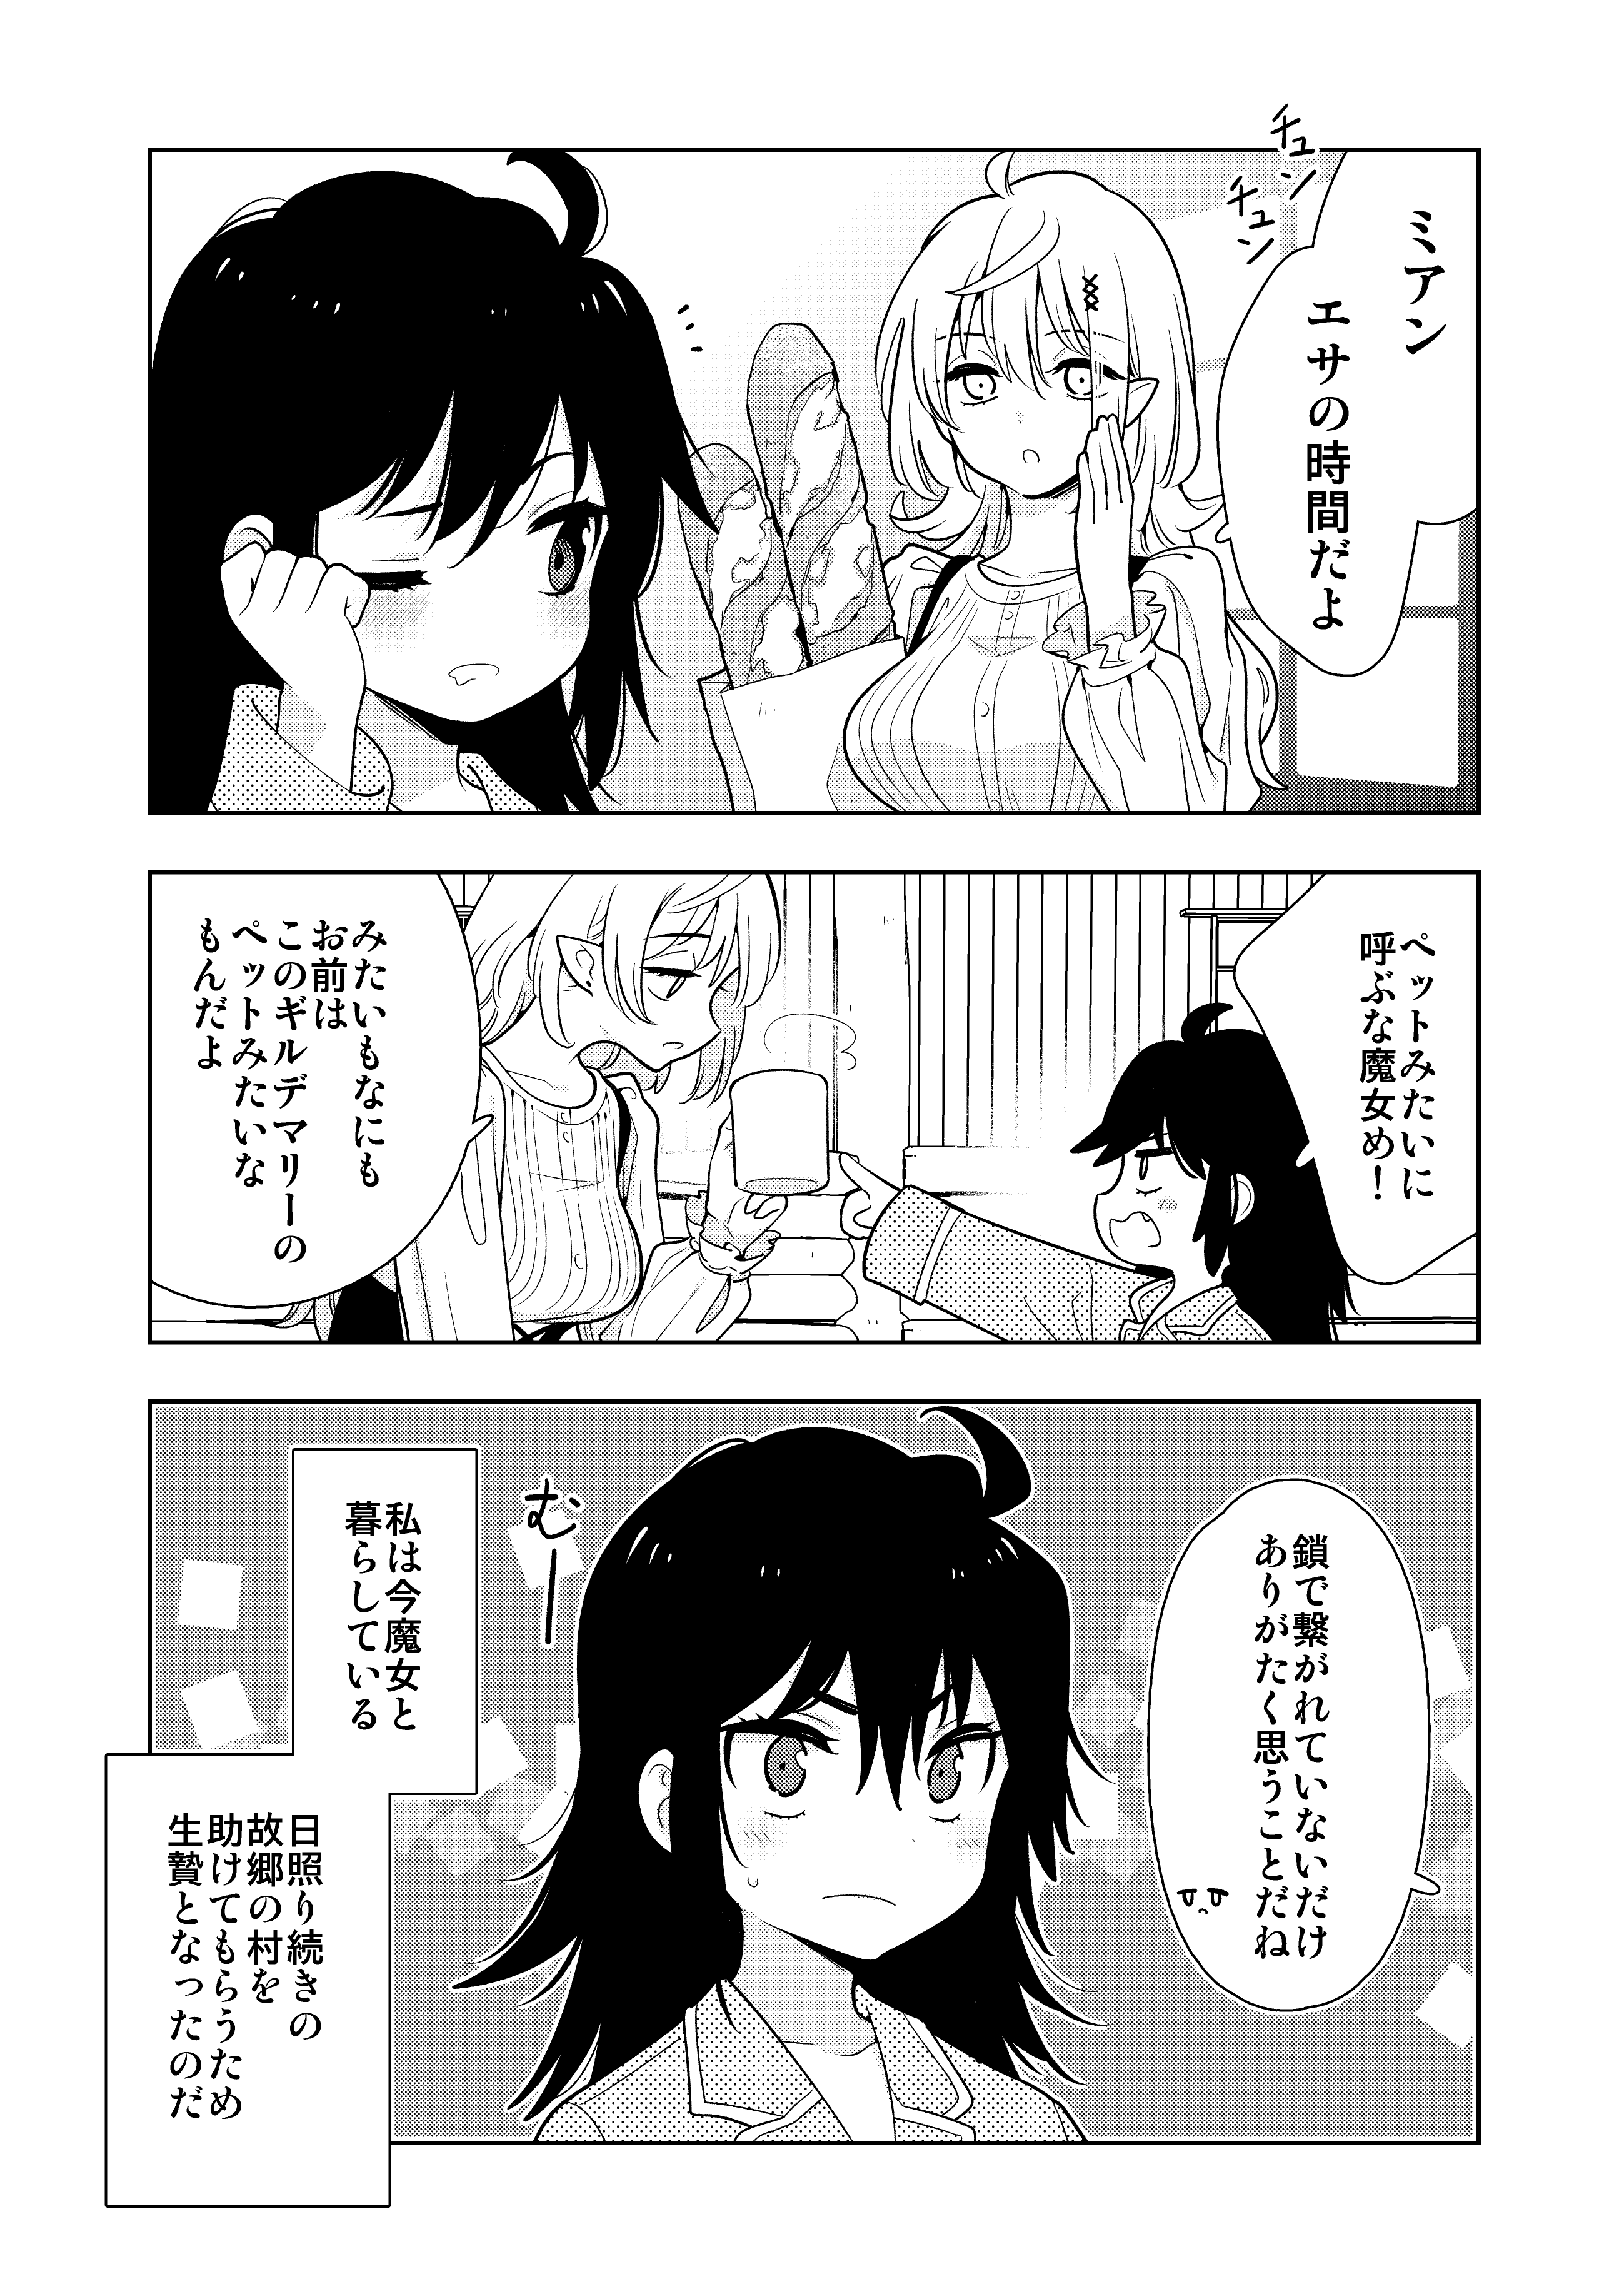 チュン
チュン
ミアン
エサの時間だよ
ペットみたいに
呼ぶな魔女め！
みたいもなにも
お前は
このギルデマリーの
ペットみたいな
もんだよ
鎖で繋がれていないだけ
ありがたく思うことだね
むー
私は今魔女と
暮らしている
日照り続きの
故郷の村を
助けてもらうため
生贄となったのだ